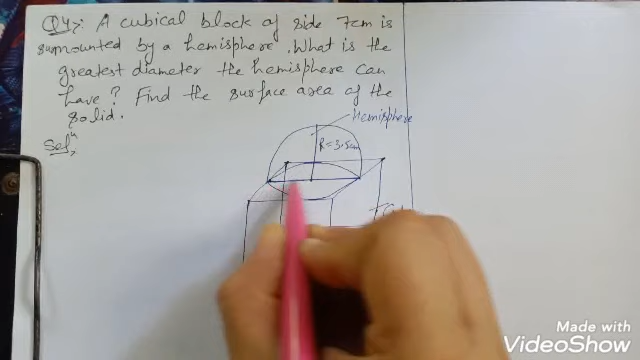 Q4: A cubical block of side 7cm is
surmounted by a hemisphere. What is the
greatest diameter the hemisphere can
have? Find the surface area of the
solid.
Solⁿ
hemisphere
R=3.5cm
Made with
VideoShow